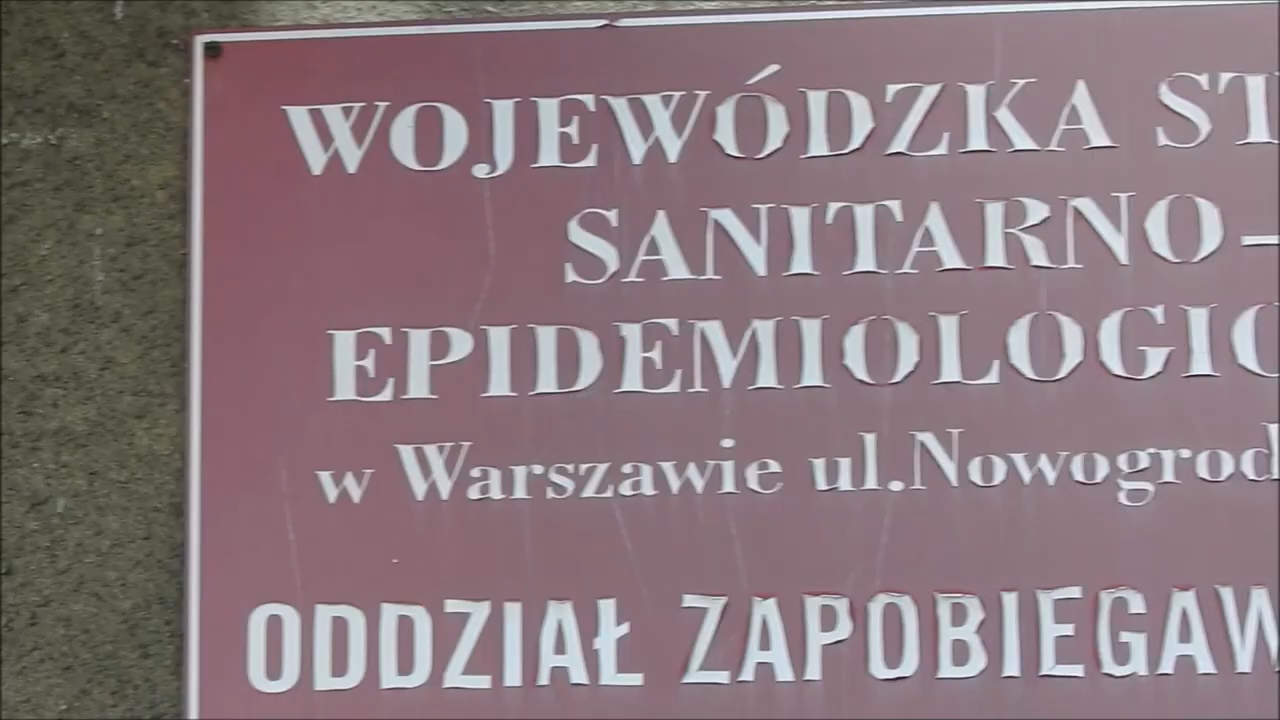 WOJEWÓDZKA ST
SANITARNO-
EPIDEMIOLOGIC
w Warszawie ul.Nowogrod
ODDZIAŁ ZAPOBIEGAW